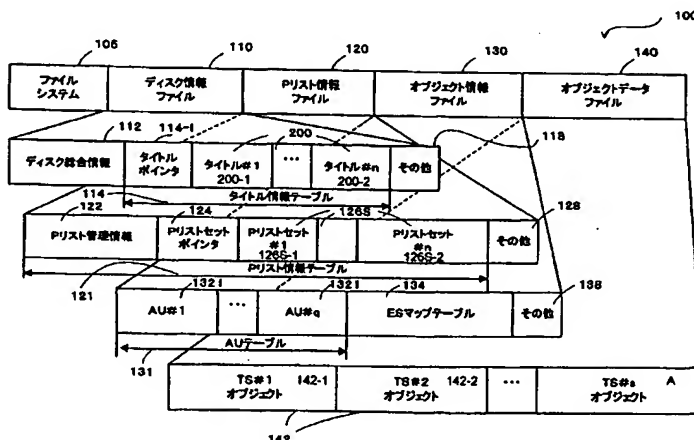 100
106 110 120 130 140
ファイル システム
ディスク情報 ファイル
Pリスト情報 ファイル
オブジェクト情報 ファイル
オブジェクトデータ ファイル
112 114-1 200 118
ディスク総合情報
タイトル ポインタ
タイトル#1 200-1
...
タイトル#n 200-2
その他
114 タイトル情報テーブル
122 124 126S 128
Pリスト管理情報
Pリストセット ポインタ
Pリストセット #1 126S-1
Pリストセット #n 126S-2
その他
121 Pリスト情報テーブル
132I 132I 134 138
AU#1
...
AU#q
ESマップテーブル
その他
131 AUテーブル
TS#1 142-1 オブジェクト
TS#2 142-2 オブジェクト
...
TS#s オブジェクト
A
142